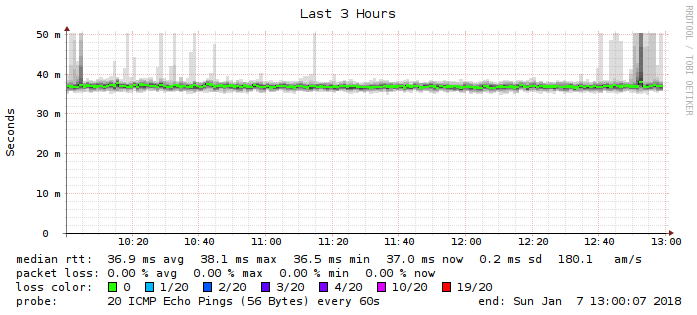 Last 3 Hours
RRDTOOL / TOBI OETIKER
Seconds
50 m
40 m
30 m
20 m
10 m
0
10:20 10:40 11:00 11:20 11:40 12:00 12:20 12:40 13:00
median rtt: 36.9 ms avg 38.1 ms max 36.5 ms min 37.0 ms now 0.2 ms sd 180.1 am/s
packet loss: 0.00 % avg 0.00 % max 0.00 % min 0.00 % now
loss color: 0 1/20 2/20 3/20 4/20 10/20 19/20
probe: 20 ICMP Echo Pings (56 Bytes) every 60s end: Sun Jan 7 13:00:07 2018